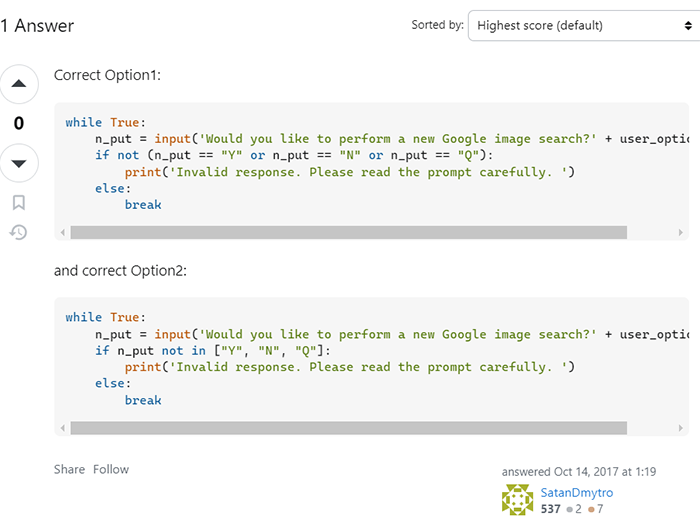 1 Answer
Sorted by: Highest score (default)
Correct Option1:
0
while True:
    n_put = input('Would you like to perform a new Google image search?' + user_optio
    if not (n_put == "Y" or n_put == "N" or n_put == "Q"):
        print('Invalid response. Please read the prompt carefully. ')
    else:
        break
and correct Option2:
while True:
    n_put = input('Would you like to perform a new Google image search?' + user_optio
    if n_put not in ["Y", "N", "Q"]:
        print('Invalid response. Please read the prompt carefully. ')
    else:
        break
Share Follow
answered Oct 14, 2017 at 1:19
SatanDmytro
537 ●2 ●7